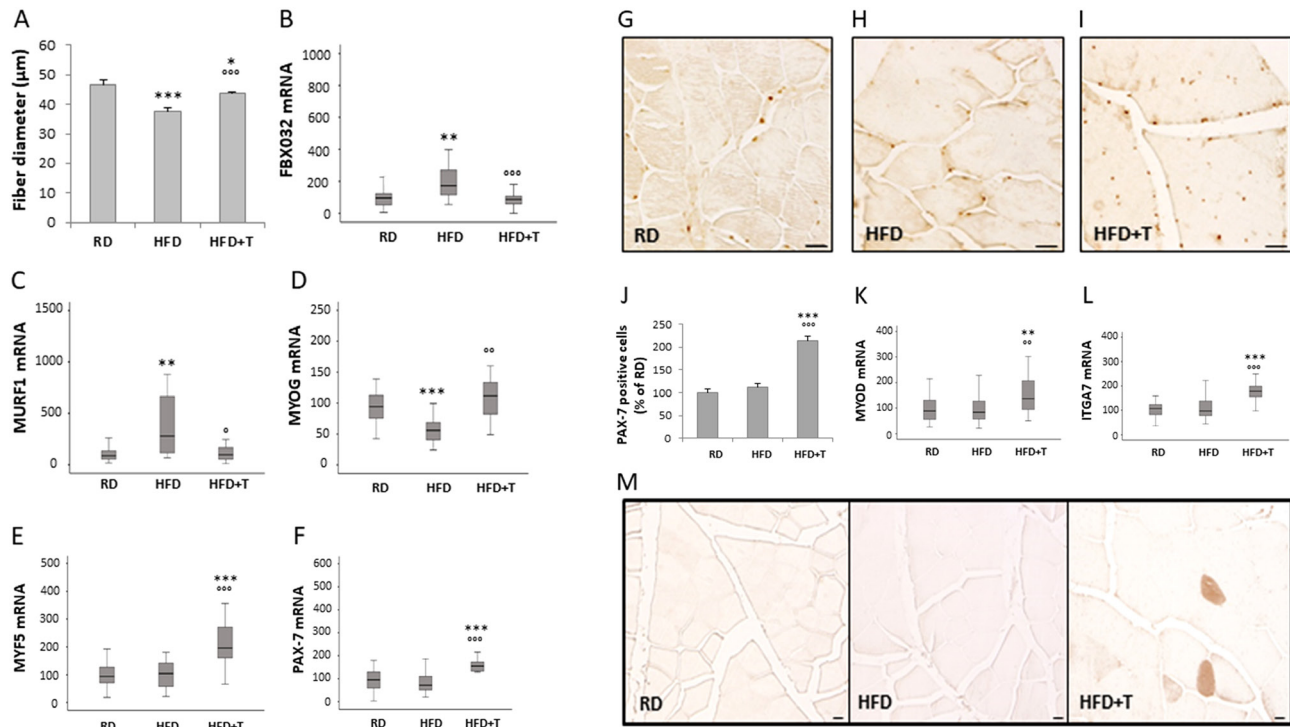 A
Fiber diameter (µm)
60
50
40
30
20
10
0
***
*
°°°
RD
HFD
HFD+T
B
FBX032 mRNA
1000
800
600
400
200
0
**
°°°
RD
HFD
HFD+T
C
MURF1 mRNA
1500
1000
500
0
**
°
RD
HFD
HFD+T
D
MYOG mRNA
250
200
150
100
50
0
***
°°
RD
HFD
HFD+T
E
MYF5 mRNA
500
400
300
200
100
0
***
°°°
RD
HFD
HFD+T
F
PAX-7 mRNA
600
500
400
300
200
100
0
***
°°°
RD
HFD
HFD+T
G
RD
H
HFD
I
HFD+T
J
PAX-7 positive cells
(% of RD)
250
200
150
100
50
0
***
°°°
RD
HFD
HFD+T
K
MYOD mRNA
400
300
200
100
0
**
°°
RD
HFD
HFD+T
L
ITGA7 mRNA
400
300
200
100
0
***
°°°
RD
HFD
HFD+T
M
RD
HFD
HFD+T